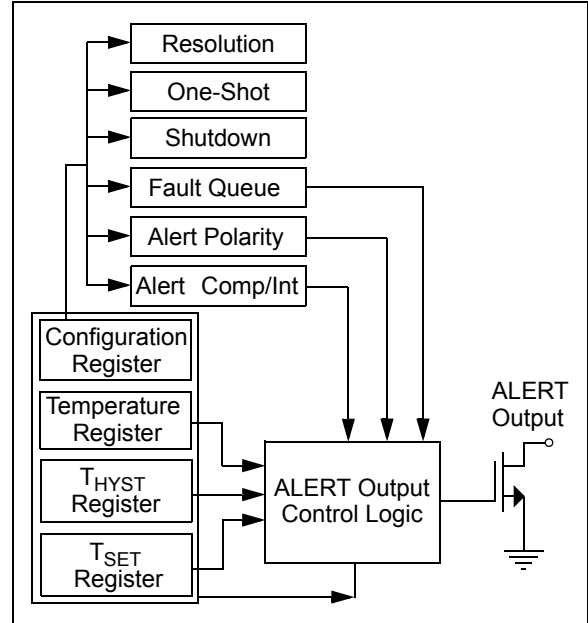 Resolution
One-Shot
Shutdown
Fault Queue
Alert Polarity
Alert Comp/Int
Configuration
Register
Temperature
Register
THYST
Register
TSET
Register
ALERT Output
Control Logic
ALERT
Output